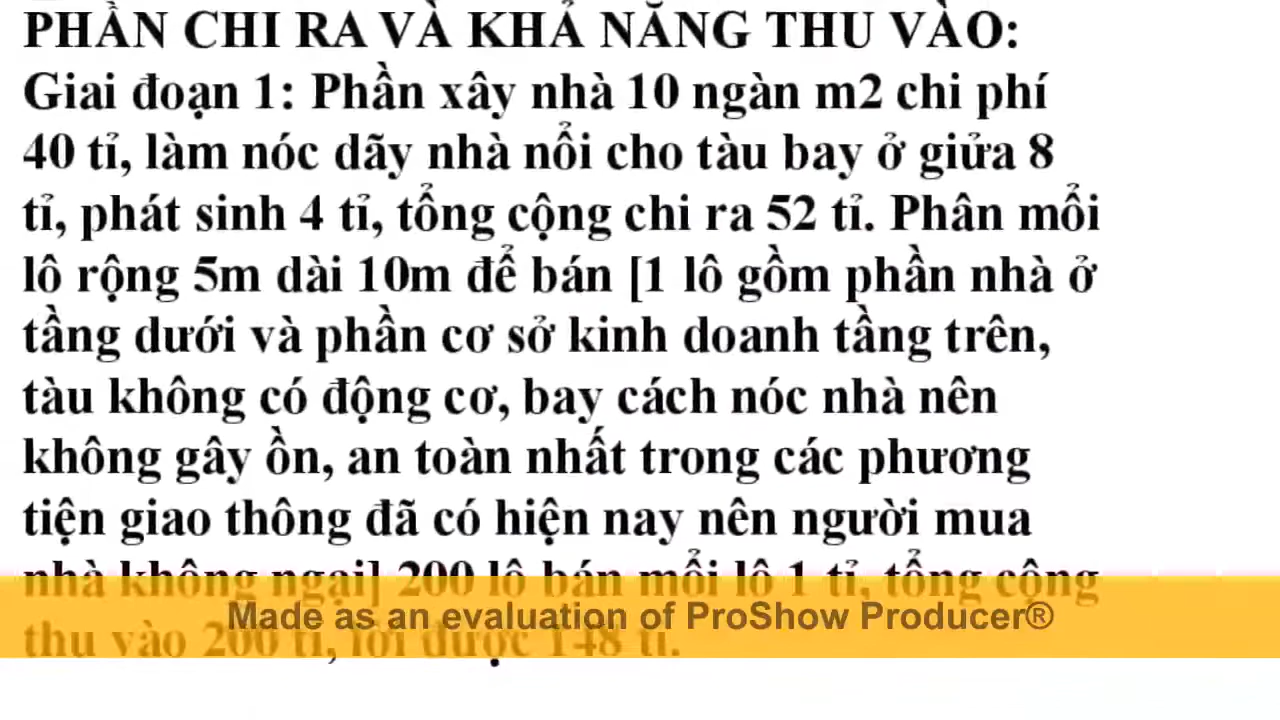 PHẦN CHI RA VÀ KHẢ NĂNG THU VÀO:
Giai đoạn 1: Phần xây nhà 10 ngàn m2 chi phí
40 tỉ, làm nóc dãy nhà nổi cho tàu bay ở giửa 8
tỉ, phát sinh 4 tỉ, tổng cộng chi ra 52 tỉ. Phân mổi
lô rộng 5m dài 10m để bán [1 lô gồm phần nhà ở
tầng dưới và phần cơ sở kinh doanh tầng trên,
tàu không có động cơ, bay cách nóc nhà nên
không gây ồn, an toàn nhất trong các phương
tiện giao thông đã có hiện nay nên người mua
nhà không ngại] 200 lô bán mổi lô 1 tỉ, tổng cộng
Made as an evaluation of ProShow Producer®
thu vào 200 tỉ, lời được 148 tỉ.